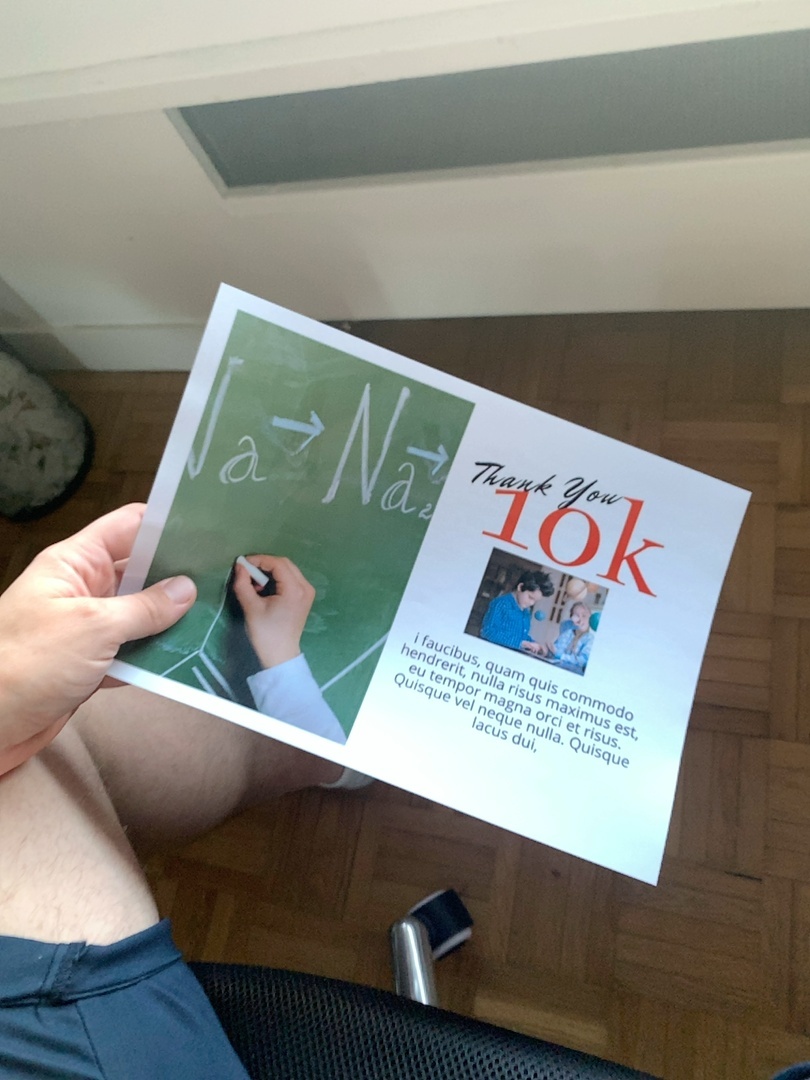 Na → Na₂ →
Thank You
10k
i faucibus, quam quis commodo
hendrerit, nulla risus maximus est,
eu tempor magna orci et risus.
Quisque vel neque nulla. Quisque
lacus dui,